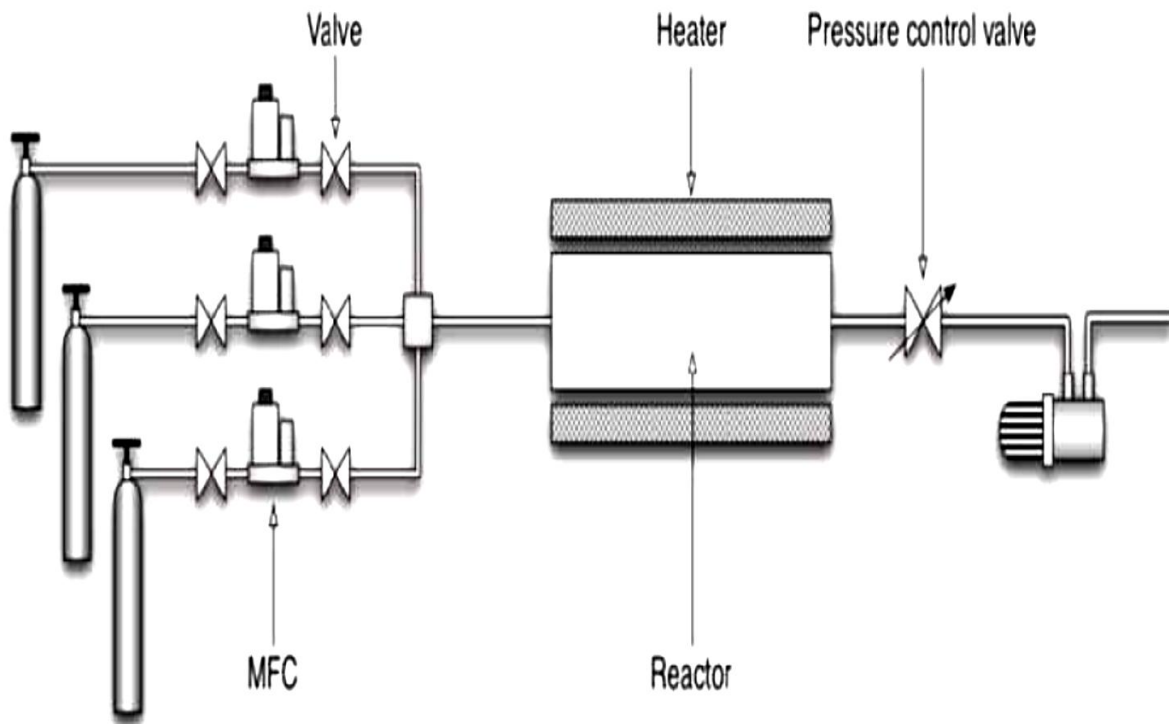 Valve
Heater
Pressure control valve
MFC
Reactor